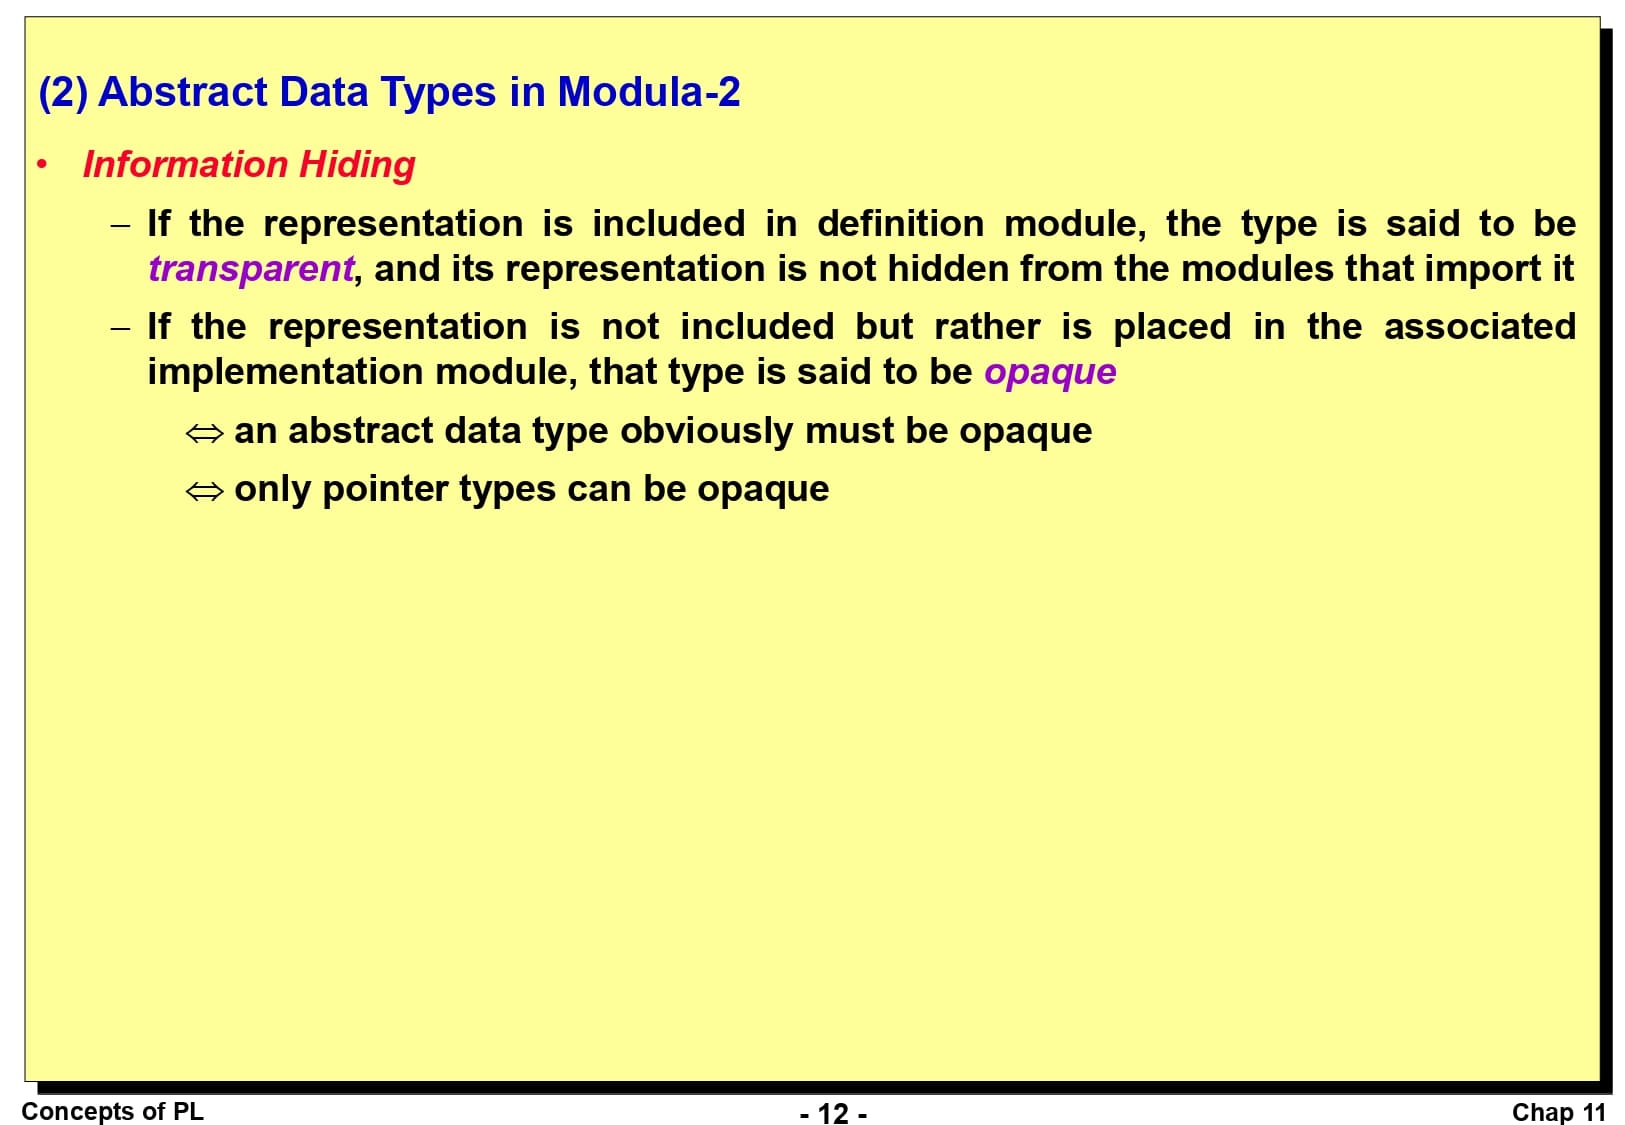 (2) Abstract Data Types in Modula-2
• Information Hiding
– If the representation is included in definition module, the type is said to be
transparent, and its representation is not hidden from the modules that import it
– If the representation is not included but rather is placed in the associated
implementation module, that type is said to be opaque
⇔ an abstract data type obviously must be opaque
⇔ only pointer types can be opaque
Concepts of PL
- 12 -
Chap 11